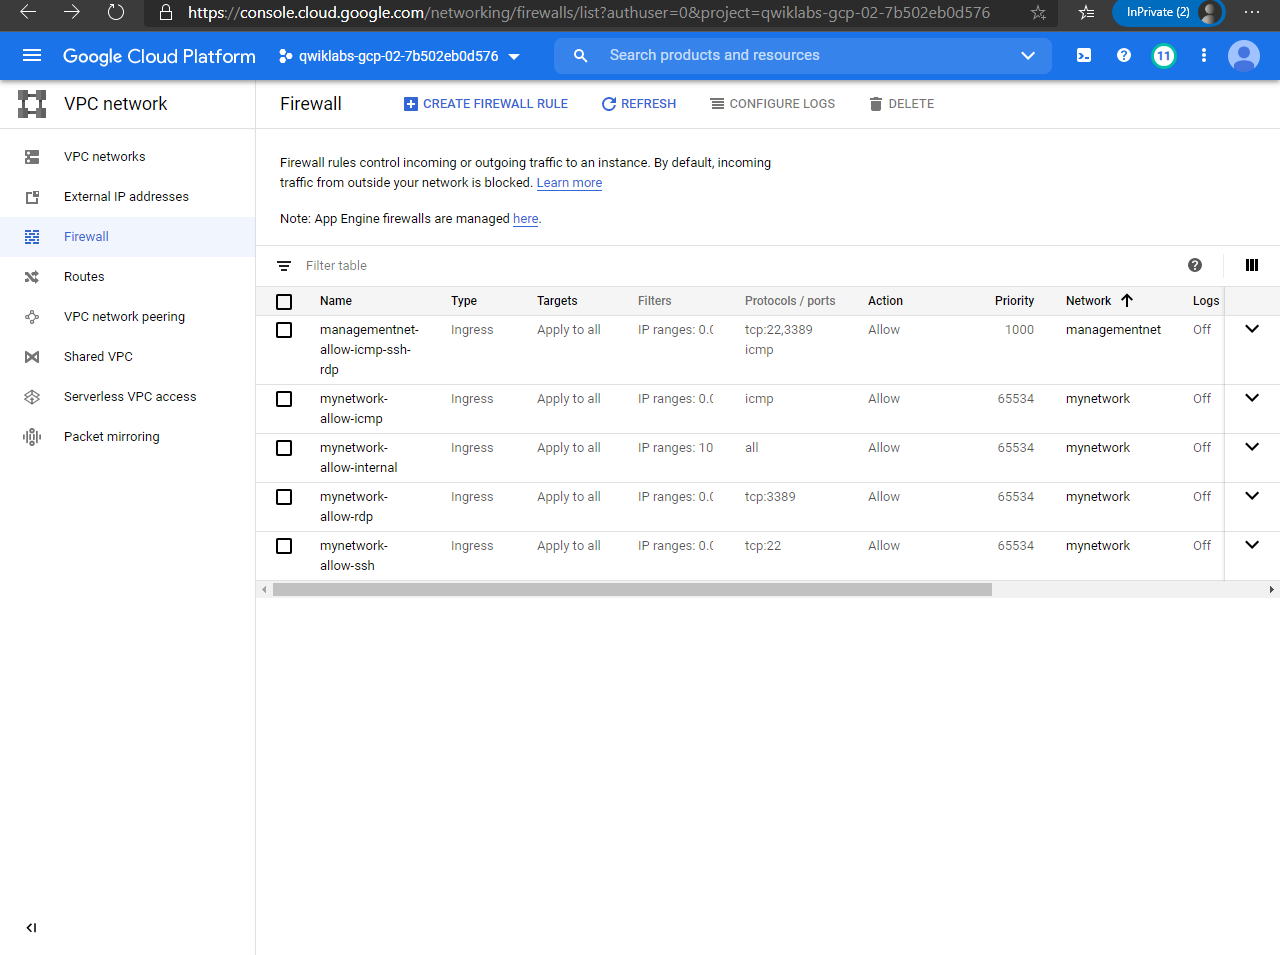 https://console.cloud.google.com/networking/firewalls/list?authuser=0&project=qwiklabs-gcp-02-7b502eb0d576
InPrivate (2)
Google Cloud Platform
qwiklabs-gcp-02-7b502eb0d576
Search products and resources
11
VPC network
Firewall
CREATE FIREWALL RULE
REFRESH
CONFIGURE LOGS
DELETE
VPC networks
External IP addresses
Firewall
Routes
VPC network peering
Shared VPC
Serverless VPC access
Packet mirroring
Firewall rules control incoming or outgoing traffic to an instance. By default, incoming
traffic from outside your network is blocked. Learn more
Note: App Engine firewalls are managed here.
Filter table
Name Type Targets Filters Protocols / ports Action Priority Network Logs
managementnet- Ingress Apply to all IP ranges: 0.0 tcp:22,3389 Allow 1000 managementnet Off
allow-icmp-ssh- icmp
rdp
mynetwork- Ingress Apply to all IP ranges: 0.0 icmp Allow 65534 mynetwork Off
allow-icmp
mynetwork- Ingress Apply to all IP ranges: 10 all Allow 65534 mynetwork Off
allow-internal
mynetwork- Ingress Apply to all IP ranges: 0.0 tcp:3389 Allow 65534 mynetwork Off
allow-rdp
mynetwork- Ingress Apply to all IP ranges: 0.0 tcp:22 Allow 65534 mynetwork Off
allow-ssh